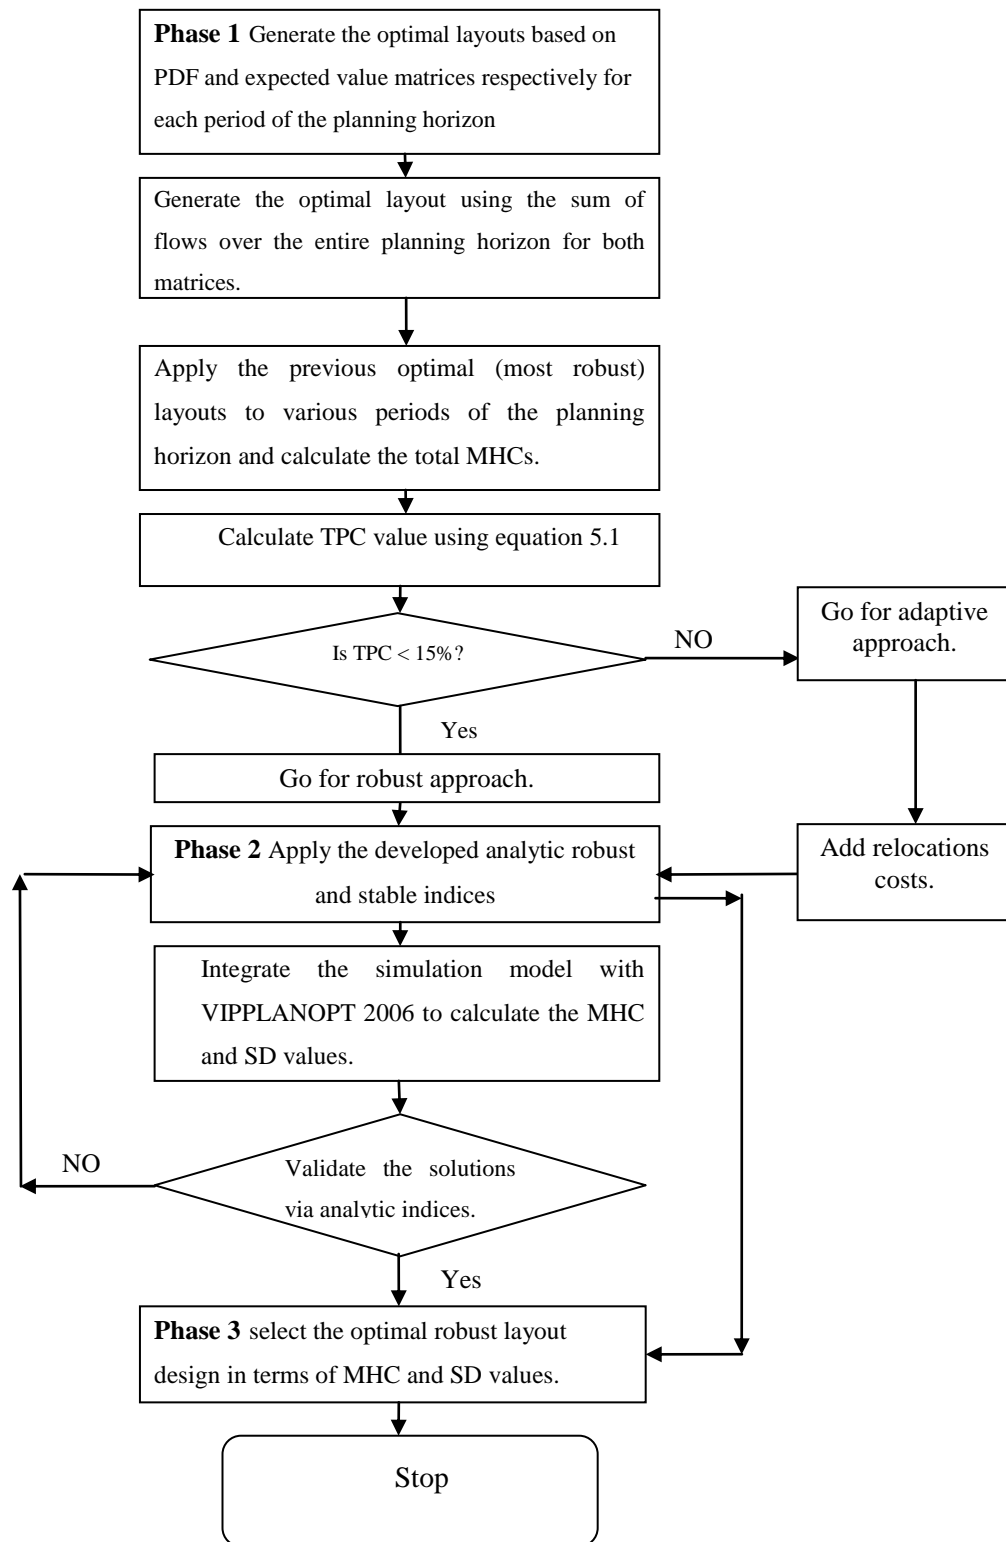 Phase 1 Generate the optimal layouts based on
PDF and expected value matrices respectively for
each period of the planning horizon
Generate the optimal layout using the sum of
flows over the entire planning horizon for both
matrices.
Apply the previous optimal (most robust)
layouts to various periods of the planning
horizon and calculate the total MHCs.
Calculate TPC value using equation 5.1
Is TPC < 15%?
NO
Go for adaptive
approach.
Yes
Go for robust approach.
Add relocations
costs.
Phase 2 Apply the developed analytic robust
and stable indices
Integrate the simulation model with
VIPPLANOPT 2006 to calculate the MHC
and SD values.
NO
Validate the solutions
via analytic indices.
Yes
Phase 3 select the optimal robust layout
design in terms of MHC and SD values.
Stop